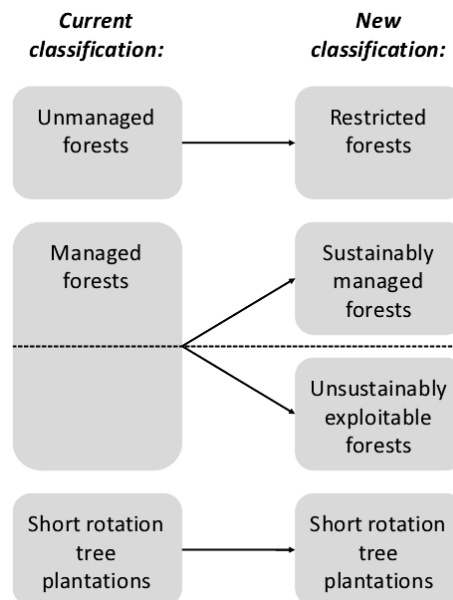 Current
classification:
New
classification:
Unmanaged
forests
Restricted
forests
Managed
forests
Sustainably
managed
forests
Unsustainably
exploitable
forests
Short rotation
tree
plantations
Short rotation
tree
plantations